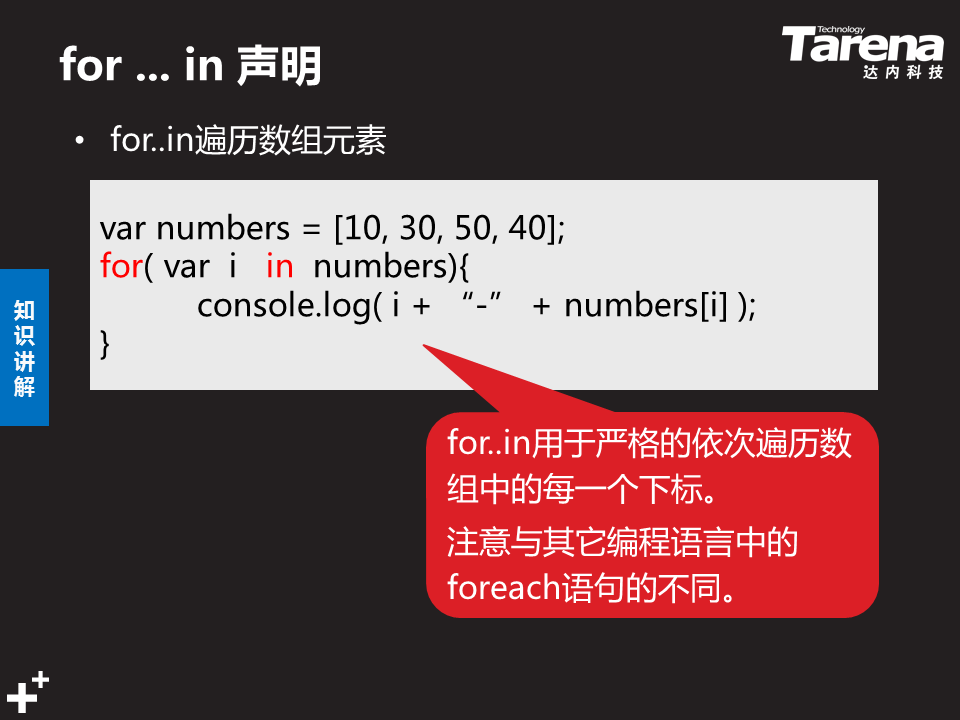 for ... in 声明
Technology
Tarena
达内科技
• for..in遍历数组元素
var numbers = [10, 30, 50, 40];
for( var i in numbers){
console.log( i + “-” + numbers[i] );
}
知
识
讲
解
for..in用于严格的依次遍历数
组中的每一个下标。
注意与其它编程语言中的
foreach语句的不同。